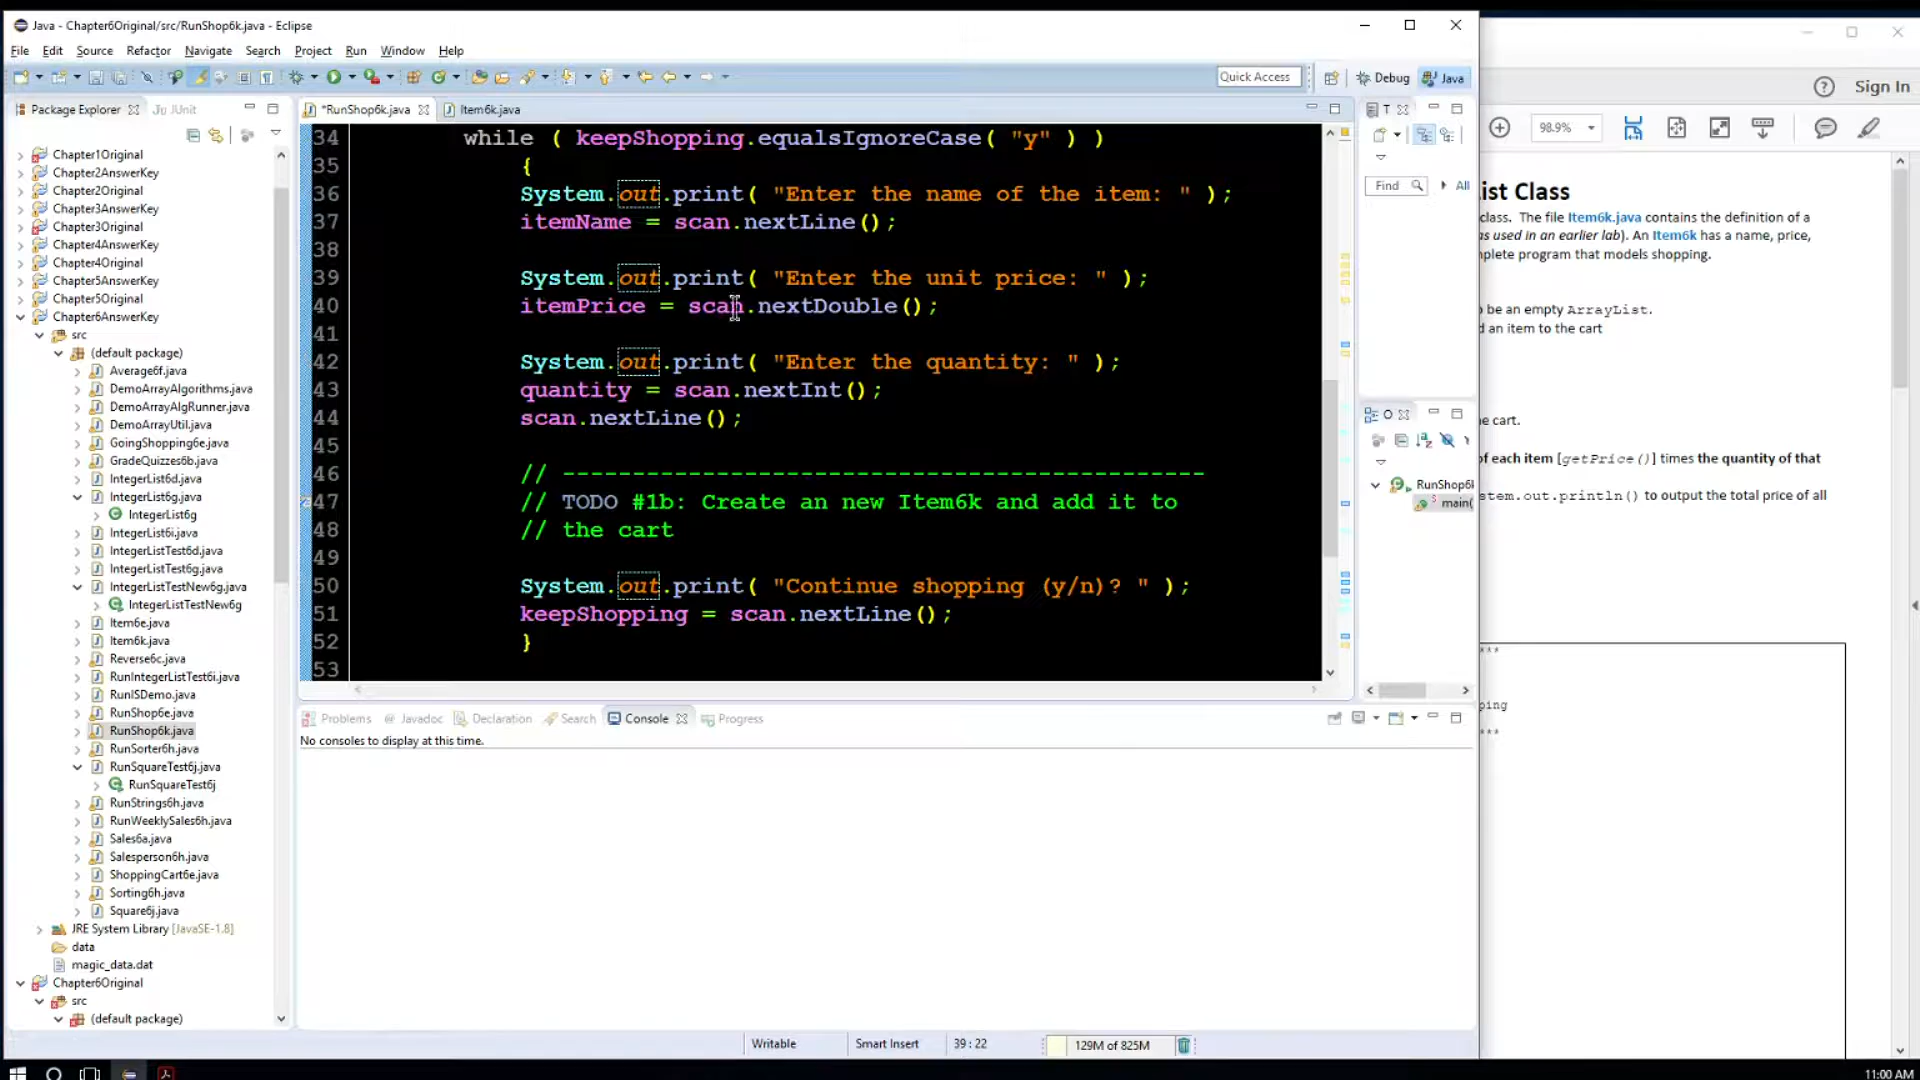 Java - Chapter6Original/src/RunShop6k.java - Eclipse
File Edit Source Refactor Navigate Search Project Run Window Help
Quick Access Debug Java
Package Explorer JUnit
Chapter1Original
Chapter2AnswerKey
Chapter2Original
Chapter3AnswerKey
Chapter3Original
Chapter4AnswerKey
Chapter4Original
Chapter5AnswerKey
Chapter5Original
Chapter6AnswerKey
src
(default package)
Average6f.java
DemoArrayAlgorithms.java
DemoArrayAlgRunner.java
DemoArrayUtil.java
GoingShopping6e.java
GradeQuizzes6b.java
IntegerList6d.java
IntegerList6g.java
IntegerList6g
IntegerList6i.java
IntegerListTest6d.java
IntegerListTest6g.java
IntegerListTestNew6g.java
IntegerListTestNew6g
Item6e.java
Item6k.java
Reverse6c.java
RunIntegerListTest6i.java
RunISDemo.java
RunShop6e.java
RunShop6k.java
RunSorter6h.java
RunSquareTest6j.java
RunSquareTest6j
RunStrings6h.java
RunWeeklySales6h.java
Sales6a.java
Salesperson6h.java
ShoppingCart6e.java
Sorting6h.java
Square6j.java
JRE System Library [JavaSE-1.8]
data
magic_data.dat
Chapter6Original
src
(default package)
*RunShop6k.java Item6k.java
34 while ( keepShopping.equalsIgnoreCase( "y" ) )
35 {
36 System.out.print( "Enter the name of the item: " );
37 itemName = scan.nextLine();
38
39 System.out.print( "Enter the unit price: " );
40 itemPrice = scan.nextDouble();
41
42 System.out.print( "Enter the quantity: " );
43 quantity = scan.nextInt();
44 scan.nextLine();
45
46 // ----------------------------------------------
47 // TODO #1b: Create an new Item6k and add it to
48 // the cart
49
50 System.out.print( "Continue shopping (y/n)? " );
51 keepShopping = scan.nextLine();
52 }
53
T
Find All
O
RunShop6k
main(
Problems @ Javadoc Declaration Search Console Progress
No consoles to display at this time.
Writable Smart Insert 39 : 22 129M of 825M
Sign In
98.9%
ist Class
class. The file Item6k.java contains the definition of a
as used in an earlier lab). An Item6k has a name, price,
plete program that models shopping.
o be an empty ArrayList.
d an item to the cart
he cart.
of each item [getPrice()] times the quantity of that
stem.out.println() to output the total price of all
***
ping
***
11:00 AM